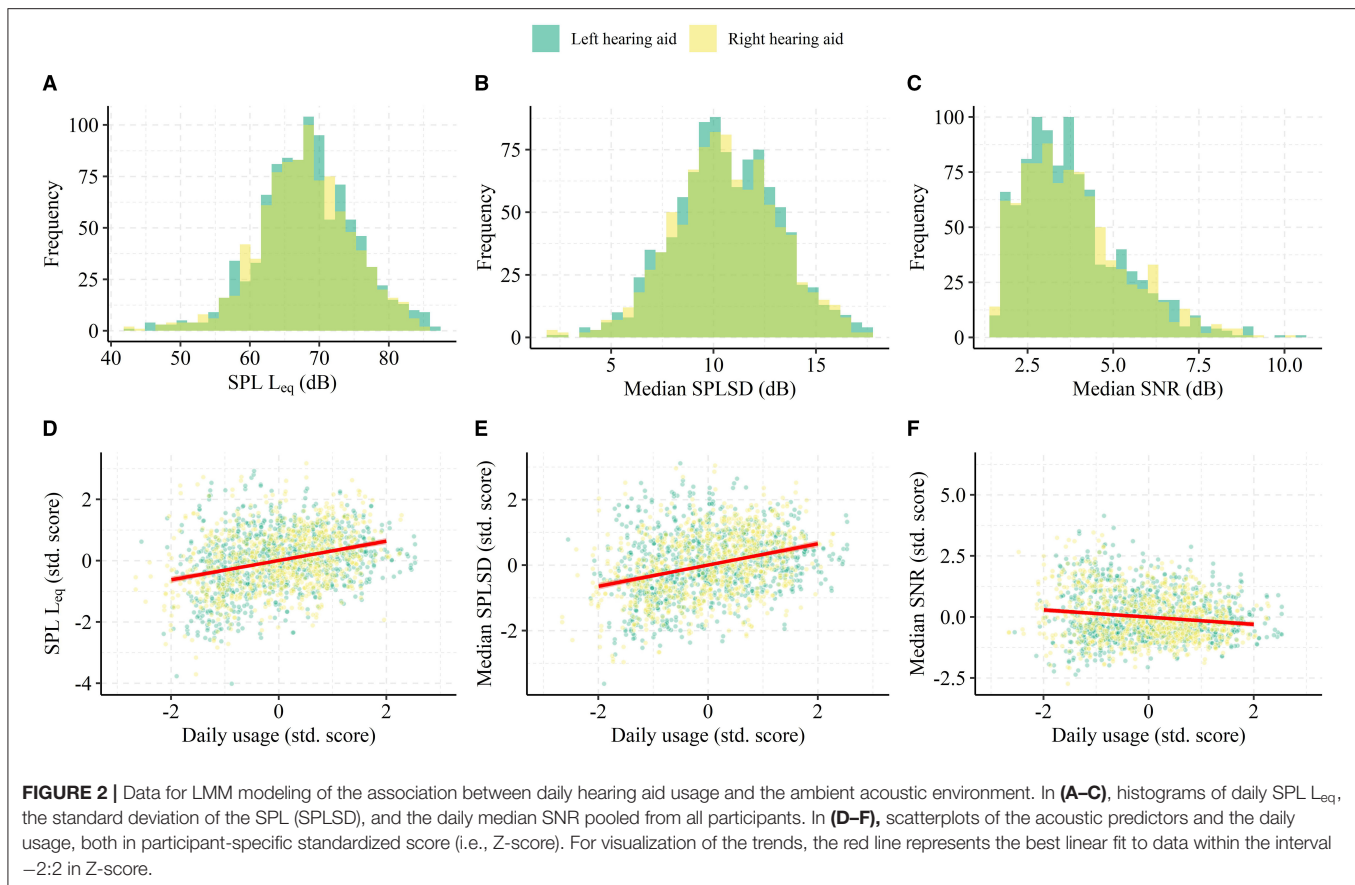 Left hearing aid Right hearing aid
A
B
C
Frequency
100
75
50
25
0
40 50 60 70 80
SPL Leq (dB)
Frequency
75
50
25
0
5 10 15
Median SPLSD (dB)
Frequency
100
75
50
25
0
2.5 5.0 7.5 10.0
Median SNR (dB)
D
E
F
SPL Leq (std. score)
2
0
-2
-4
-2 0 2
Daily usage (std. score)
Median SPLSD (std. score)
2
0
-2
-2 0 2
Daily usage (std. score)
Median SNR (std. score)
5.0
2.5
0.0
-2.5
-2 0 2
Daily usage (std. score)
FIGURE 2 | Data for LMM modeling of the association between daily hearing aid usage and the ambient acoustic environment. In (A–C), histograms of daily SPL Leq,
the standard deviation of the SPL (SPLSD), and the daily median SNR pooled from all participants. In (D–F), scatterplots of the acoustic predictors and the daily
usage, both in participant-specific standardized score (i.e., Z-score). For visualization of the trends, the red line represents the best linear fit to data within the interval
−2:2 in Z-score.